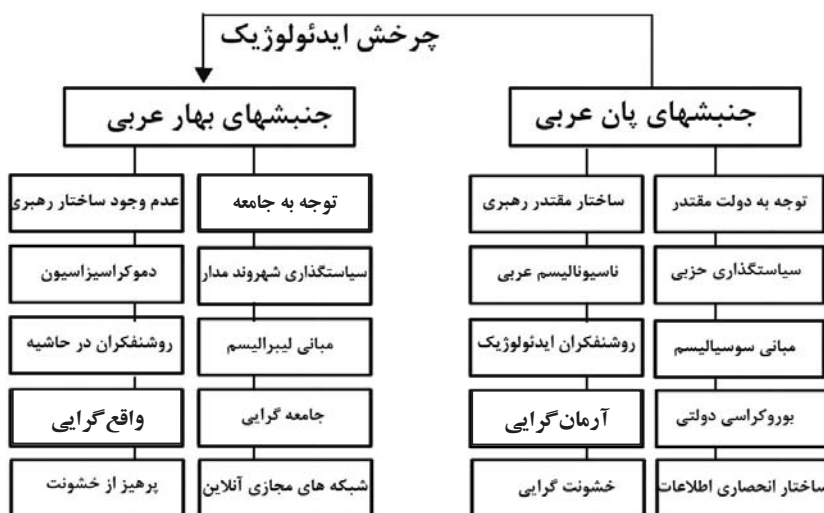 چرخش ایدئولوژیک
جنبشهای پان عربی
جنبشهای بهار عربی
توجه به دولت مقتدر
ساختار مقتدر رهبری
توجه به جامعه
عدم وجود ساختار رهبری
سیاستگذاری حزبی
ناسیونالیسم عربی
سیاستگذاری شهروند مدار
دموکراسیزاسیون
مبانی سوسیالیسم
روشنفکران ایدئولوژیک
مبانی لیبرالیسم
روشنفکران در حاشیه
بوروکراسی دولتی
آرمان گرایی
جامعه گرایی
واقع گرایی
ساختار انحصاری اطلاعات
خشونت گرایی
شبکه های مجازی آنلاین
پرهیز از خشونت